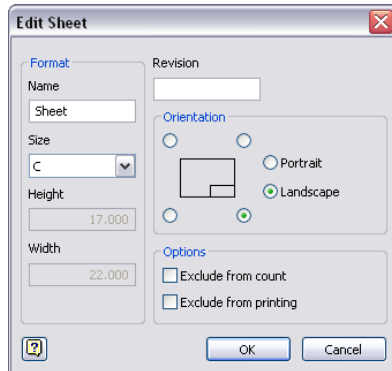 Edit Sheet
Format
Name
Sheet
Size
C
Height
17.000
Width
22.000
Revision
Orientation
Portrait
Landscape
Options
Exclude from count
Exclude from printing
?
OK
Cancel